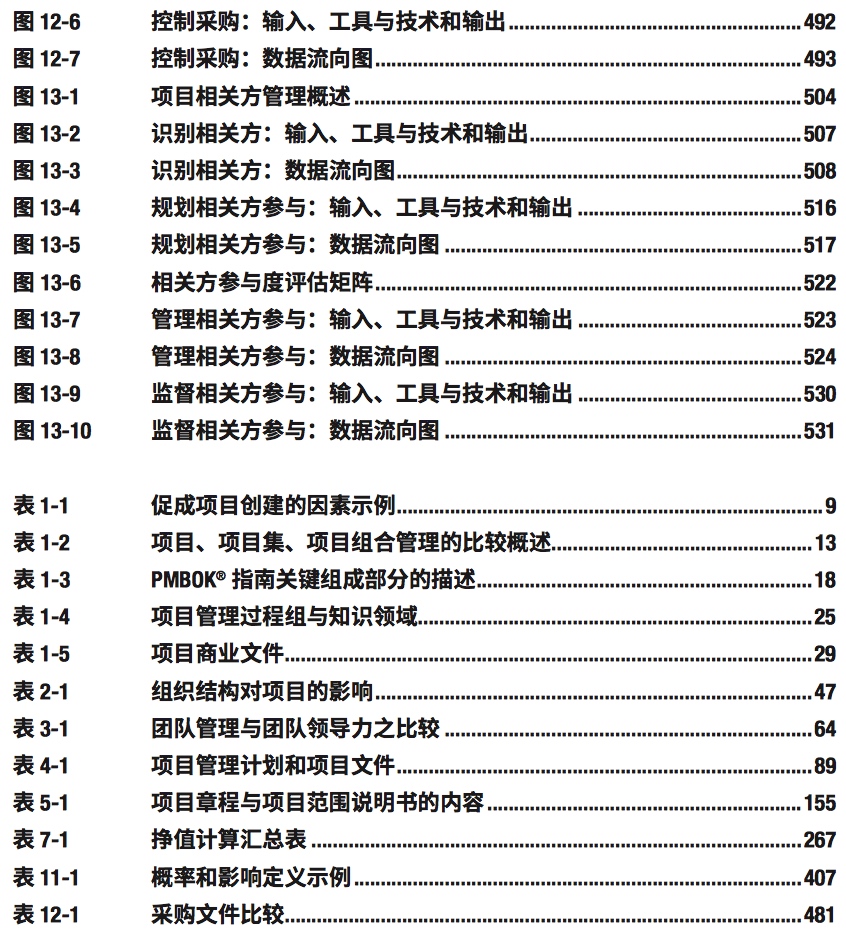 图 12-6 控制采购：输入、工具与技术和输出 492
图 12-7 控制采购：数据流向图 493
图 13-1 项目相关方管理概述 504
图 13-2 识别相关方：输入、工具与技术和输出 507
图 13-3 识别相关方：数据流向图 508
图 13-4 规划相关方参与：输入、工具与技术和输出 516
图 13-5 规划相关方参与：数据流向图 517
图 13-6 相关方参与度评估矩阵 522
图 13-7 管理相关方参与：输入、工具与技术和输出 523
图 13-8 管理相关方参与：数据流向图 524
图 13-9 监督相关方参与：输入、工具与技术和输出 530
图 13-10 监督相关方参与：数据流向图 531
表 1-1 促成项目创建的因素示例 9
表 1-2 项目、项目集、项目组合管理的比较概述 13
表 1-3 PMBOK® 指南关键组成部分的描述 18
表 1-4 项目管理过程组与知识领域 25
表 1-5 项目商业文件 29
表 2-1 组织结构对项目的影响 47
表 3-1 团队管理与团队领导力之比较 64
表 4-1 项目管理计划和项目文件 89
表 5-1 项目章程与项目范围说明书的内容 155
表 7-1 挣值计算汇总表 267
表 11-1 概率和影响定义示例 407
表 12-1 采购文件比较 481